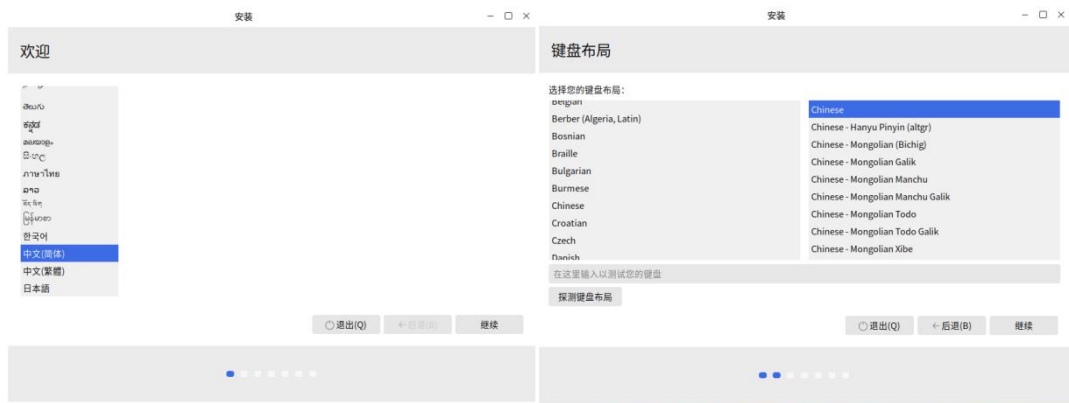 安装
欢迎
తెలుగు
ಕನ್ನಡ
മലയാളം
සිංහල
ภาษาไทย
ລາວ
မြန်မာစာ
한국어
中文(简体)
中文(繁體)
日本語
退出(Q)
后退(B)
继续
安装
键盘布局
选择您的键盘布局：
Belgian
Berber (Algeria, Latin)
Bosnian
Braille
Bulgarian
Burmese
Chinese
Croatian
Czech
Danish
Chinese
Chinese - Hanyu Pinyin (altgr)
Chinese - Mongolian (Bichig)
Chinese - Mongolian Galik
Chinese - Mongolian Manchu
Chinese - Mongolian Manchu Galik
Chinese - Mongolian Todo
Chinese - Mongolian Todo Galik
Chinese - Mongolian Xibe
在这里输入以测试您的键盘
探测键盘布局
退出(Q)
后退(B)
继续